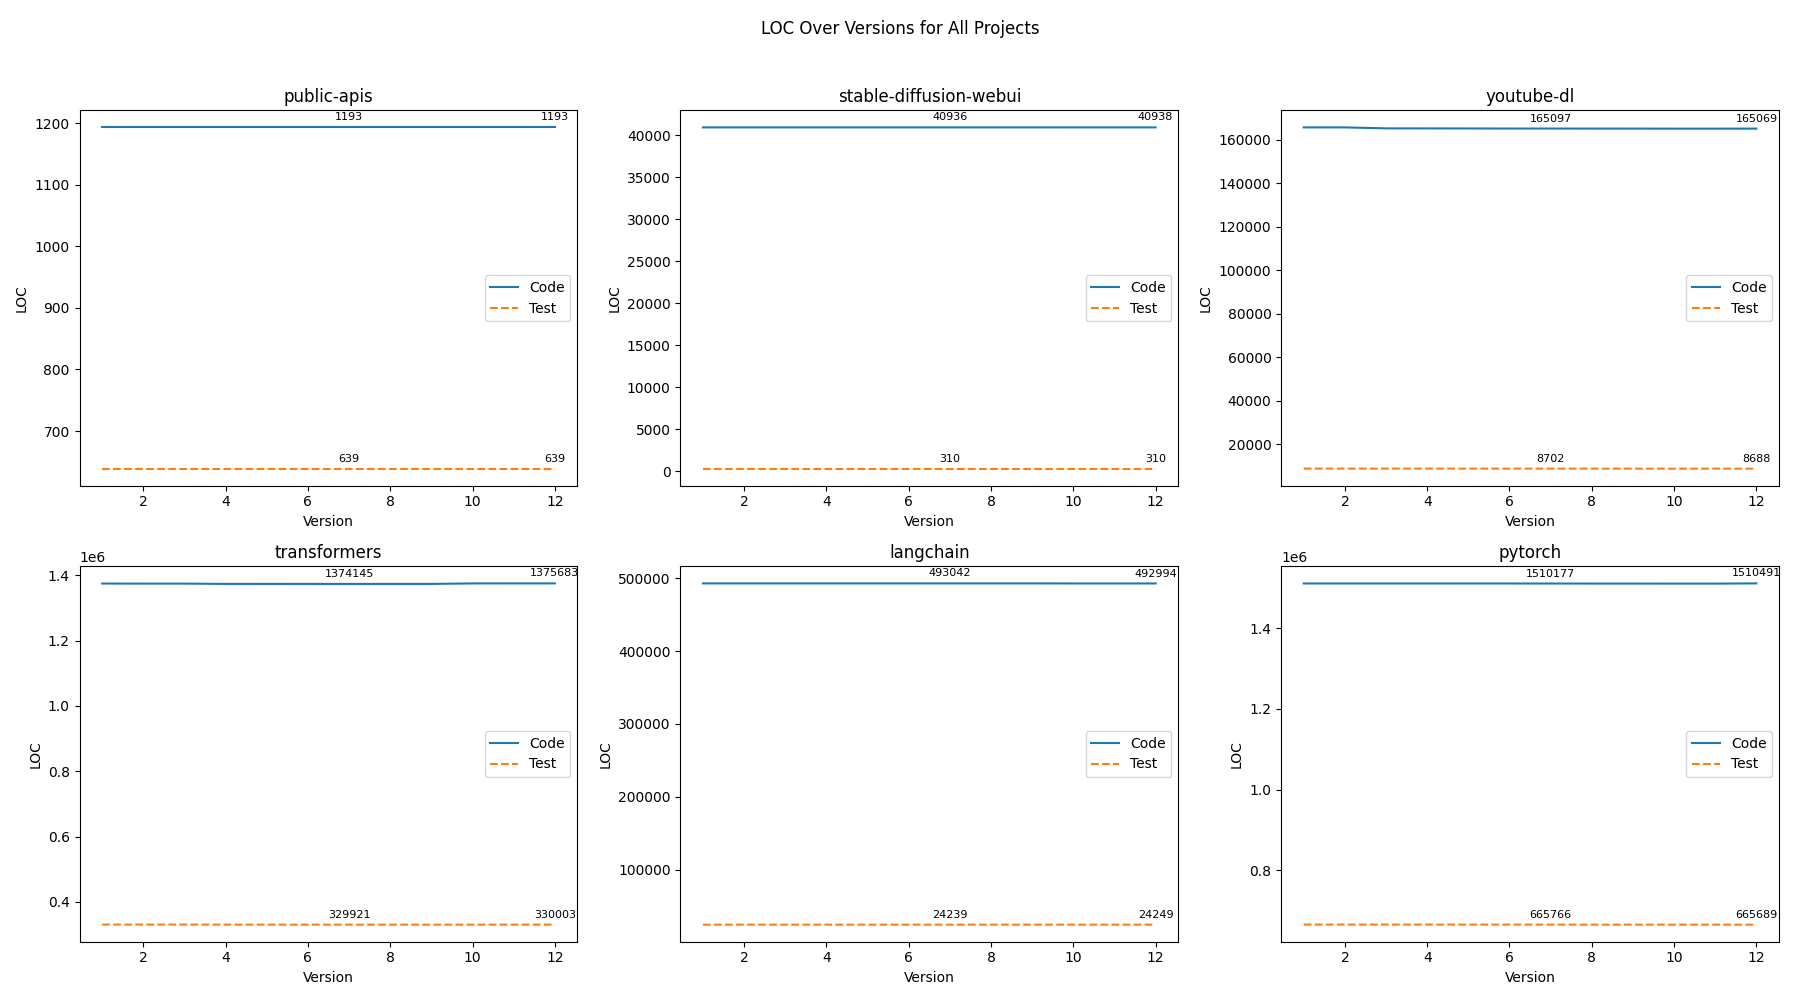 LOC Over Versions for All Projects
public-apis
1200
1100
1000
900
800
700
LOC
1193 1193
639 639
Code
Test
2 4 6 8 10 12
Version
stable-diffusion-webui
40000
35000
30000
25000
20000
15000
10000
5000
0
LOC
40936 40938
310 310
Code
Test
2 4 6 8 10 12
Version
youtube-dl
160000
140000
120000
100000
80000
60000
40000
20000
LOC
165097 165069
8702 8688
Code
Test
2 4 6 8 10 12
Version
transformers
1e6
1.4
1.2
1.0
0.8
0.6
0.4
LOC
1374145 1375683
329921 330003
Code
Test
2 4 6 8 10 12
Version
langchain
500000
400000
300000
200000
100000
LOC
493042 492994
24239 24249
Code
Test
2 4 6 8 10 12
Version
pytorch
1e6
1.4
1.2
1.0
0.8
LOC
1510177 1510491
665766 665689
Code
Test
2 4 6 8 10 12
Version